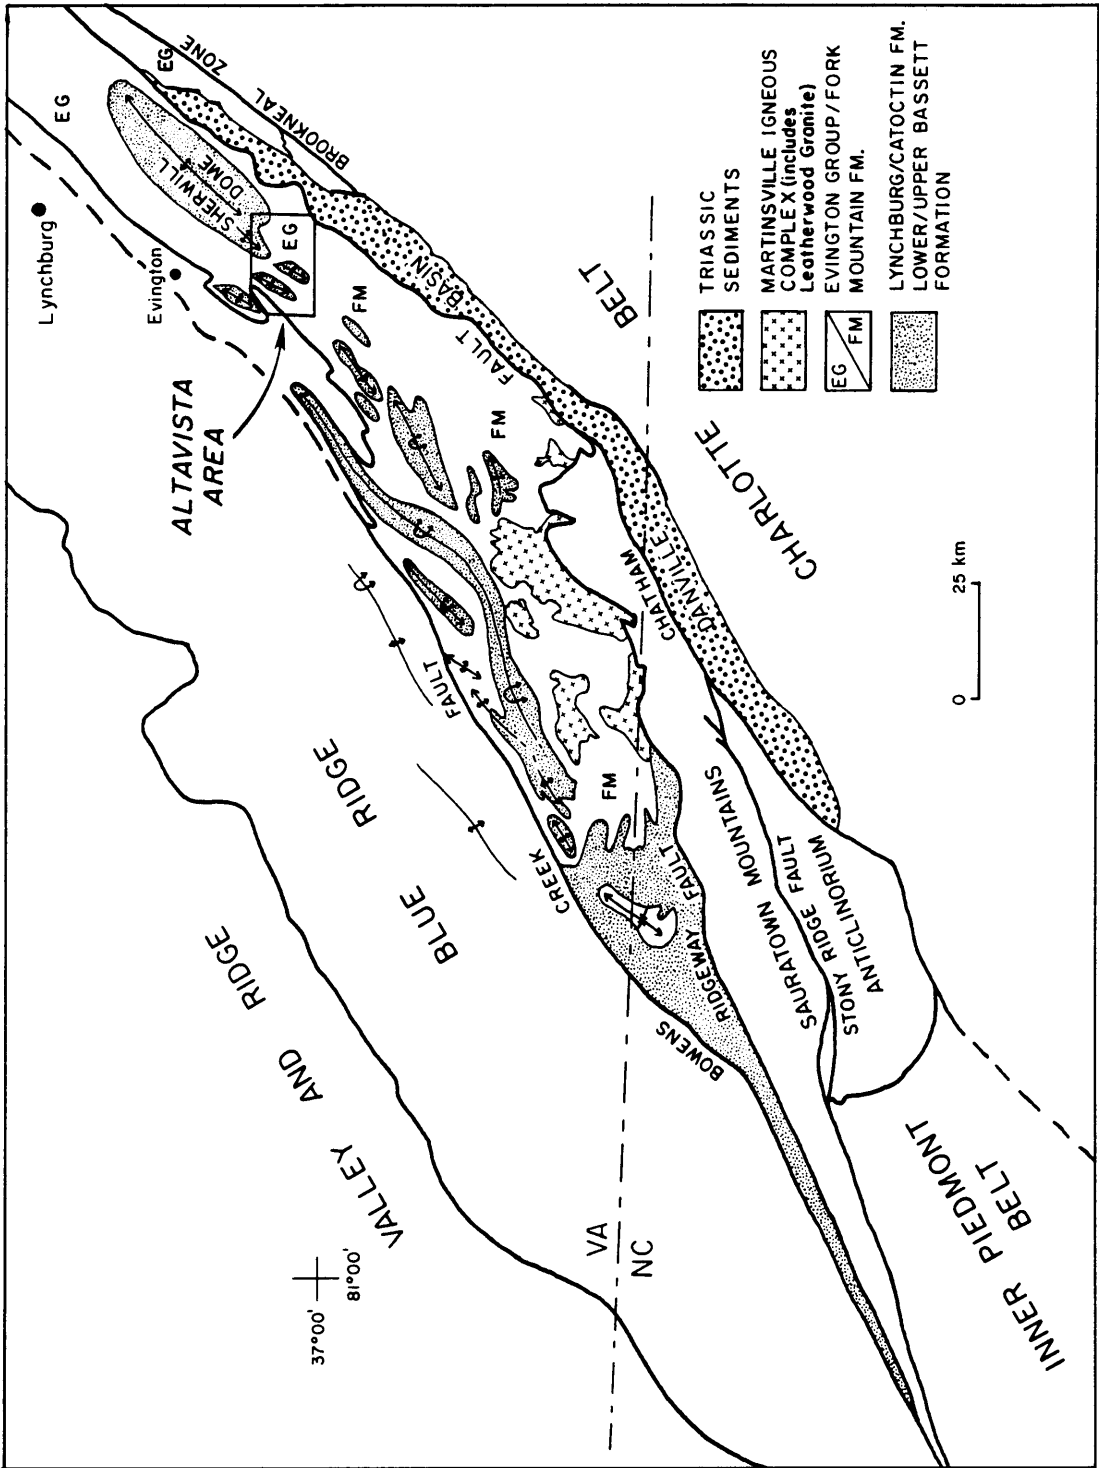 Lynchburg
Evington
ALTAVISTA
AREA
EG
EG
ZONE
BROOKNEAL
SHERWILL
DOME
EG
FM
BASIN
FAULT
FM
BELT
CHARLOTTE
DANVILLE
CHATHAM
FAULT
CREEK
BOWENS
FM
RIDGEWAY FAULT
SAURATOWN MOUNTAINS
STONY RIDGE FAULT
ANTICLINORIUM
BLUE RIDGE
VALLEY AND RIDGE
INNER PIEDMONT
BELT
VA
NC
37°00'
81°00'
0 25 km
TRIASSIC
SEDIMENTS
MARTINSVILLE IGNEOUS
COMPLEX (includes
Leatherwood Granite)
EG FM
EVINGTON GROUP/FORK
MOUNTAIN FM.
LYNCHBURG/CATOCTIN FM.
LOWER/UPPER BASSETT
FORMATION